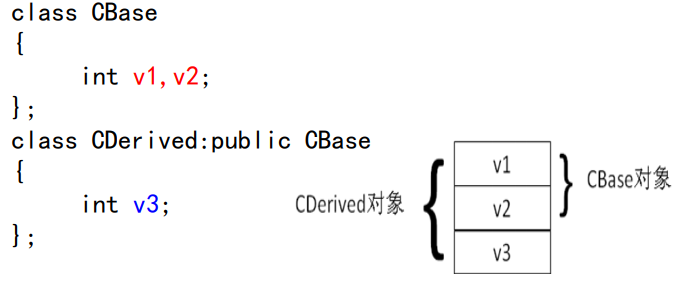 class CBase
{
int v1,v2;
};
class CDerived:public CBase
{
int v3;
};
CDerived对象
v1
v2
v3
CBase对象